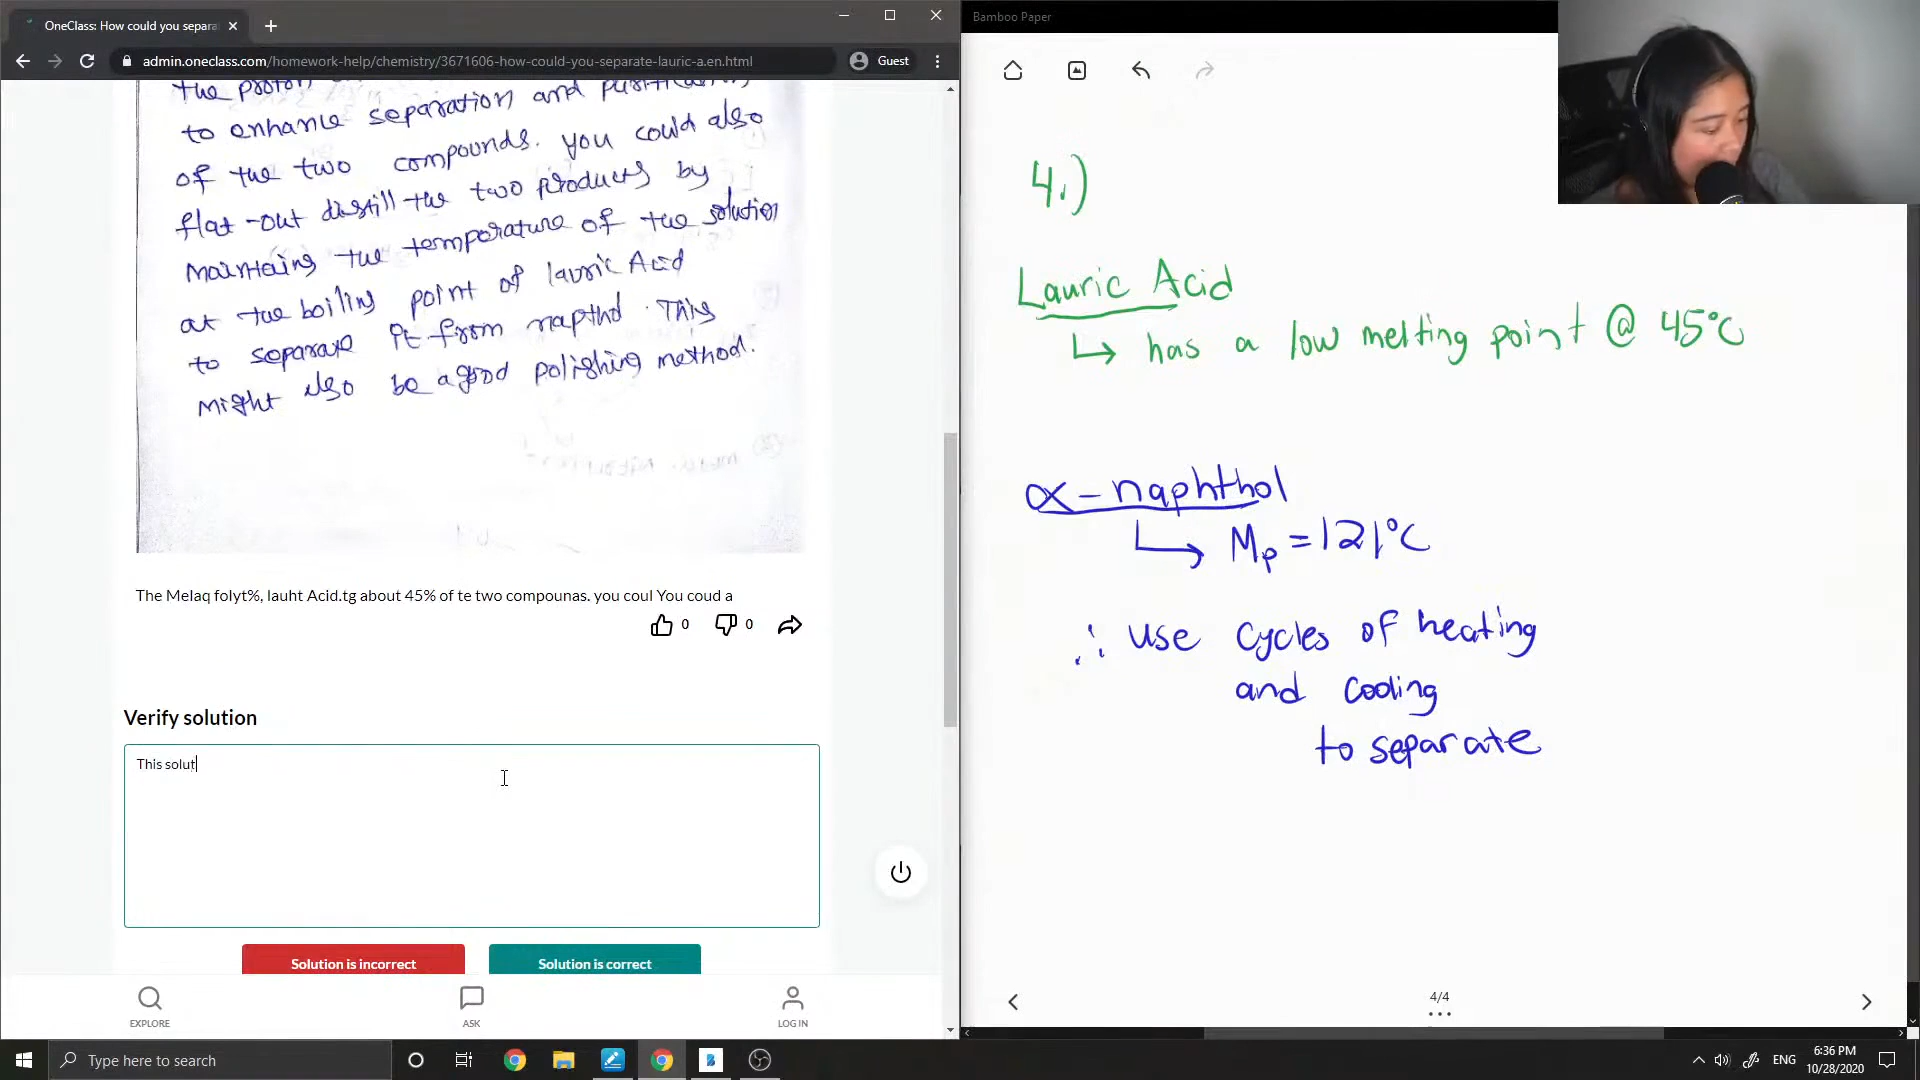 OneClass: How could you separa
admin.oneclass.com/homework-help/chemistry/3671606-how-could-you-separate-lauric-a.en.html
Guest
the proton
to enhance separation and
of the two compounds. you could also
flat-out distill the two products by
maintaing the temporature of the solution
at the boiling point of lauric Acid
to separate it from napthol. This
might also be a good polishing method.
The Melaq folyt%, lauht Acid.tg about 45% of te two compounas. you coul You coud a
0
0
Verify solution
This solut
Solution is incorrect
Solution is correct
EXPLORE
ASK
LOG IN
Bamboo Paper
4.)
Lauric Acid
has a low melting point @ 45°C
α-naphthol
Mp = 121°C
∴ use cycles of heating
and cooling
to separate
4/4
Type here to search
ENG
6:36 PM
10/28/2020